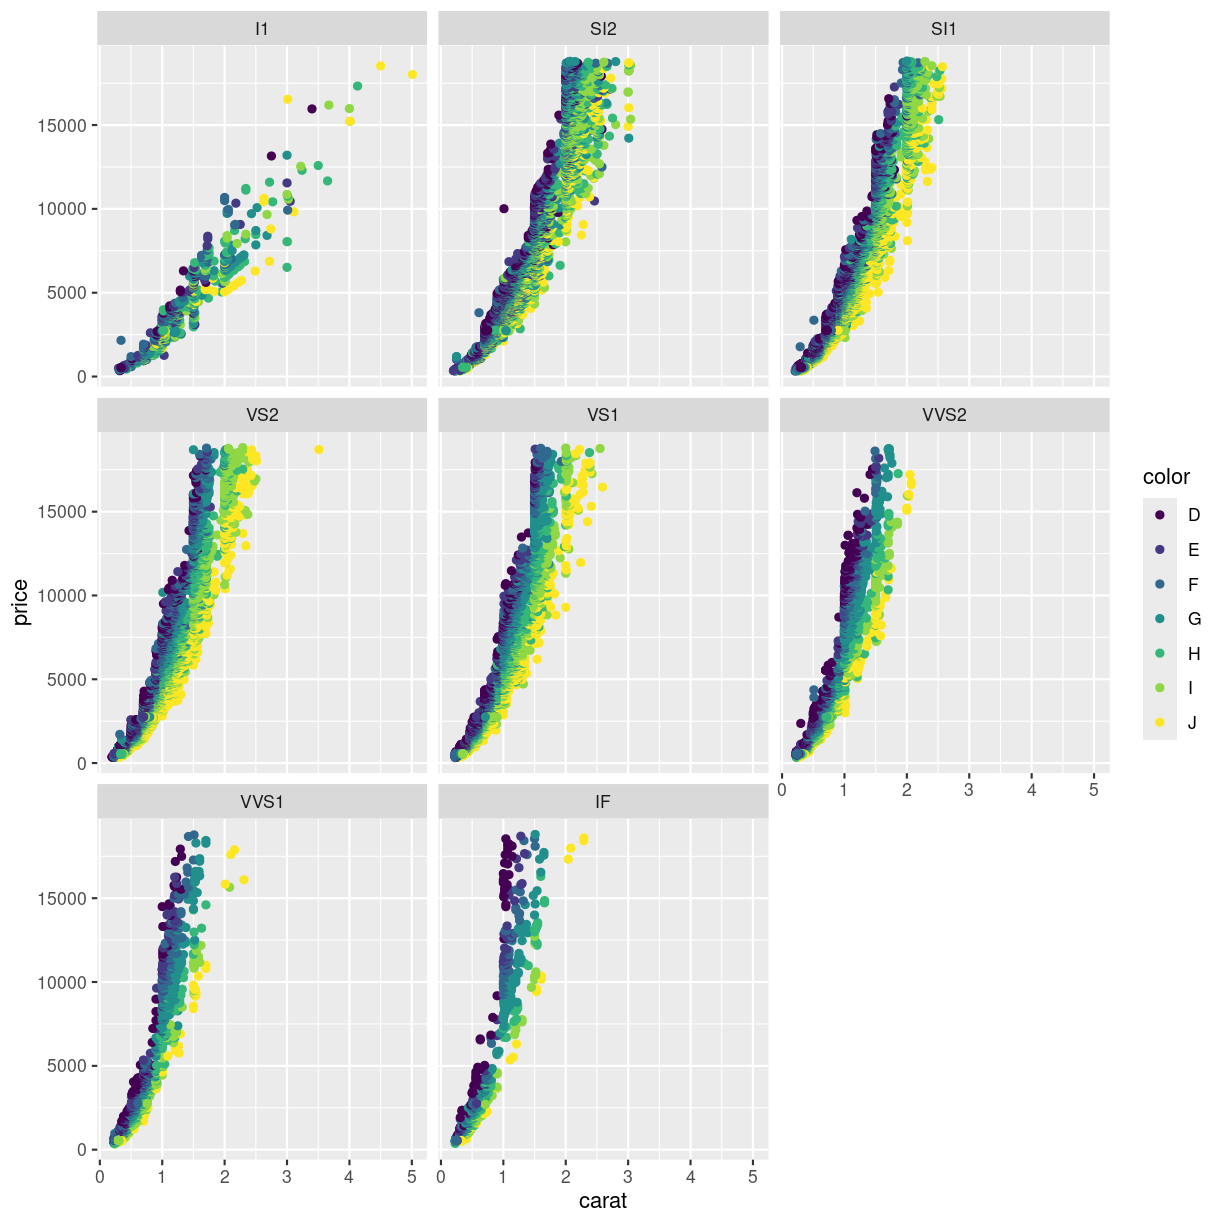 I1 SI2 SI1
15000
10000
5000
0
VS2 VS1 VVS2
15000
10000
5000
0
0 1 2 3 4 5
VVS1 IF
15000
10000
5000
0
0 1 2 3 4 5 0 1 2 3 4 5
carat
price
color
D
E
F
G
H
I
J